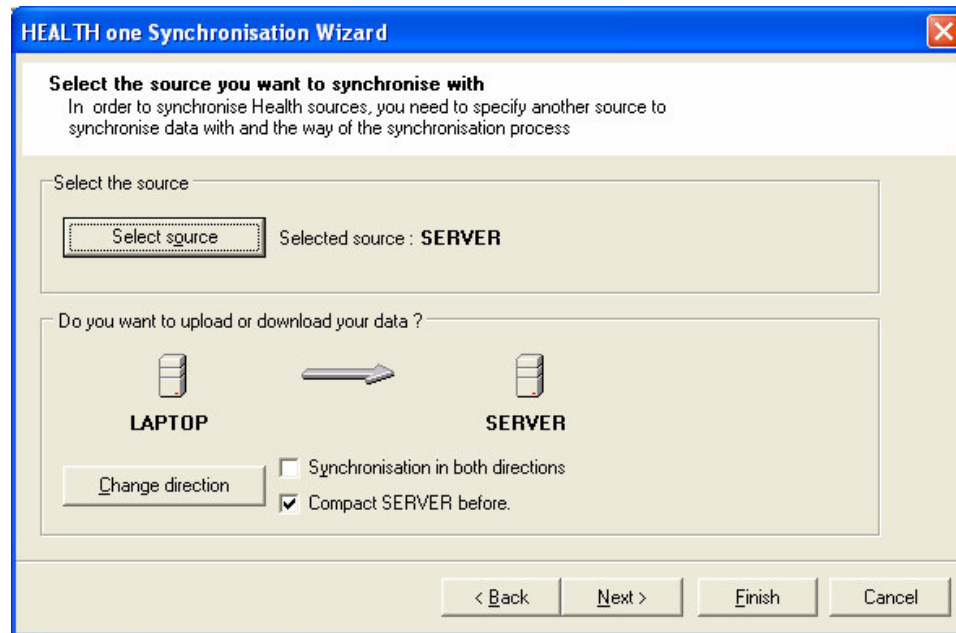 HEALTH one Synchronisation Wizard
Select the source you want to synchronise with
In order to synchronise Health sources, you need to specify another source to
synchronise data with and the way of the synchronisation process
Select the source
Select source
Selected source : SERVER
Do you want to upload or download your data ?
LAPTOP
SERVER
Change direction
Synchronisation in both directions
Compact SERVER before.
< Back
Next >
Finish
Cancel